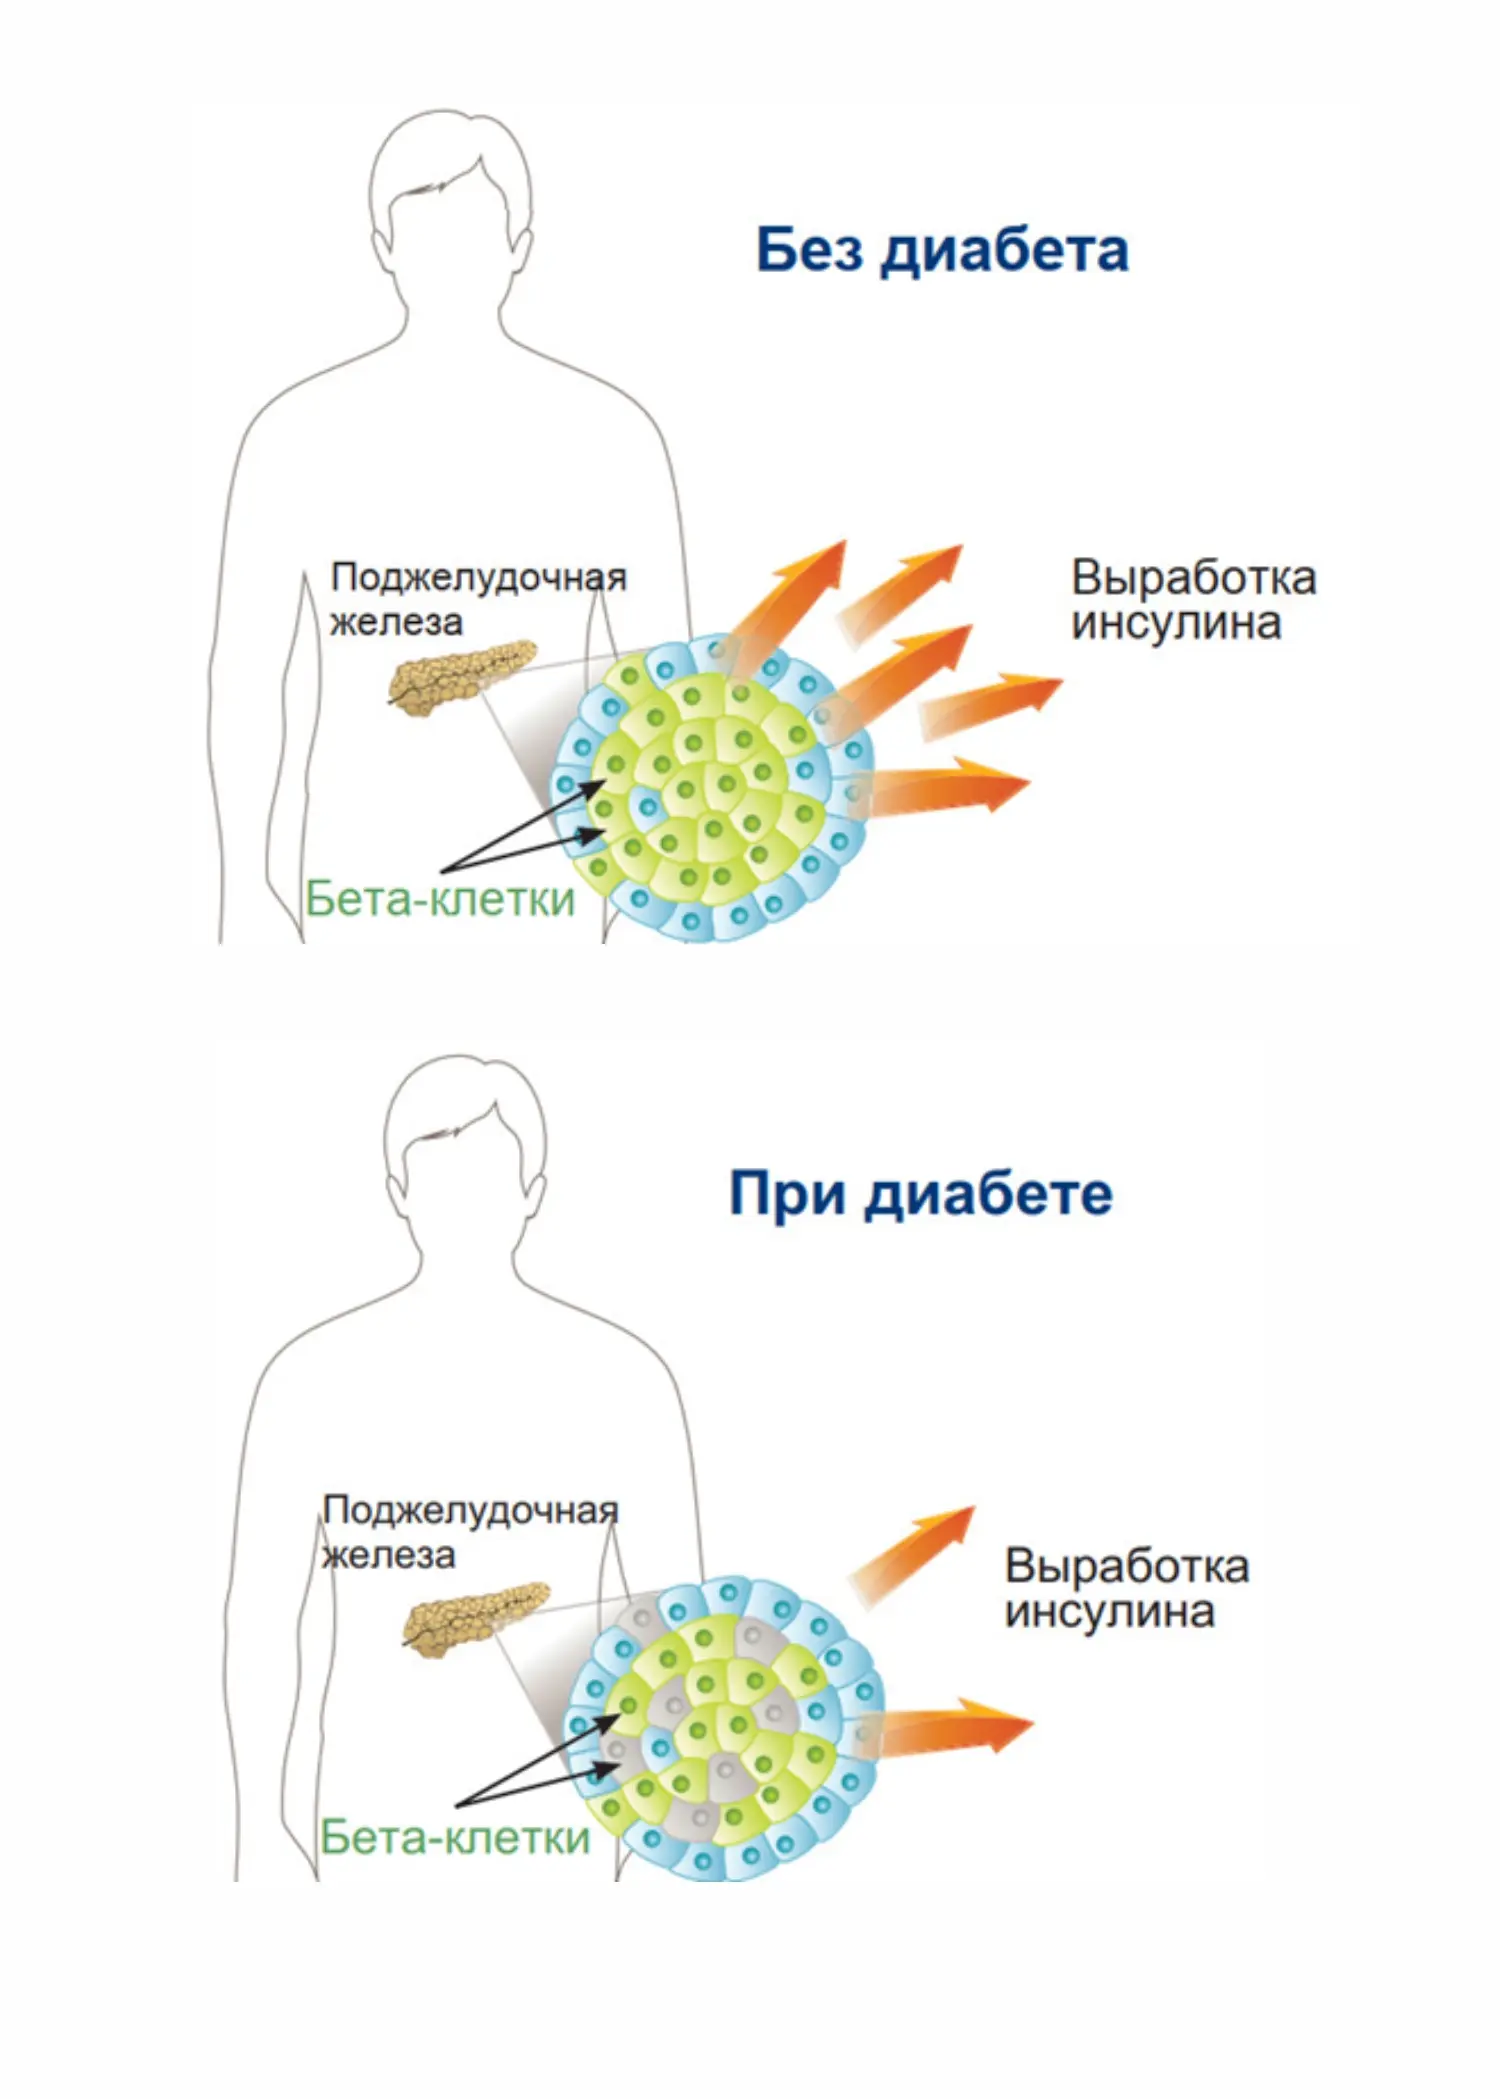 Без диабета
Поджелудочная
железа
Выработка
инсулина
Бета-клетки
При диабете
Поджелудочная
железа
Выработка
инсулина
Бета-клетки